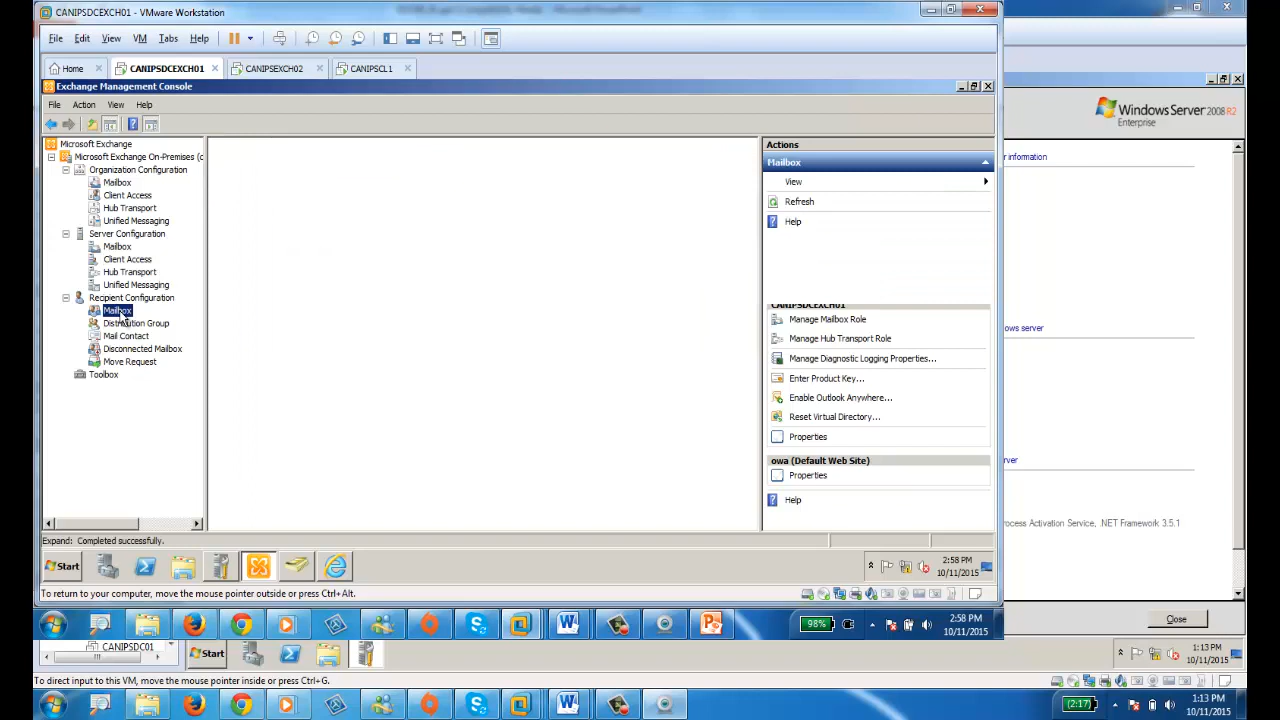 CANIPSDCEXCH01 - VMware Workstation
File Edit View VM Tabs Help
Home CANIPSDCEXCH01 CANIPSEXCH02 CANIPSCL1
Exchange Management Console
File Action View Help
Windows Server 2008 R2
Enterprise
Microsoft Exchange
Microsoft Exchange On-Premises (c
Organization Configuration
Mailbox
Client Access
Hub Transport
Unified Messaging
Server Configuration
Mailbox
Client Access
Hub Transport
Unified Messaging
Recipient Configuration
Mailbox
Distribution Group
Mail Contact
Disconnected Mailbox
Move Request
Toolbox
Actions
Mailbox
View
Refresh
Help
CANIPSDCEXCH01
Manage Mailbox Role
Manage Hub Transport Role
Manage Diagnostic Logging Properties...
Enter Product Key...
Enable Outlook Anywhere...
Reset Virtual Directory...
Properties
owa (Default Web Site)
Properties
Help
r information
ows server
rver
rocess Activation Service, .NET Framework 3.5.1
Close
Expand: Completed successfully.
Start
2:58 PM
10/11/2015
To return to your computer, move the mouse pointer outside or press Ctrl+Alt.
98%
2:58 PM
10/11/2015
CANIPSDC01
Start
1:13 PM
10/11/2015
To direct input to this VM, move the mouse pointer inside or press Ctrl+G.
(2:17)
1:13 PM
10/11/2015